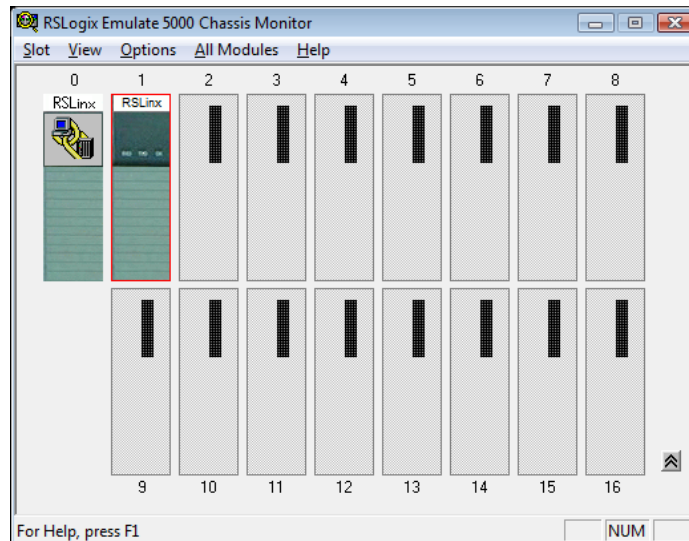 RSLogix Emulate 5000 Chassis Monitor
Slot View Options All Modules Help
0 1 2 3 4 5 6 7 8
RSLinx RSLinx
9 10 11 12 13 14 15 16
For Help, press F1 NUM